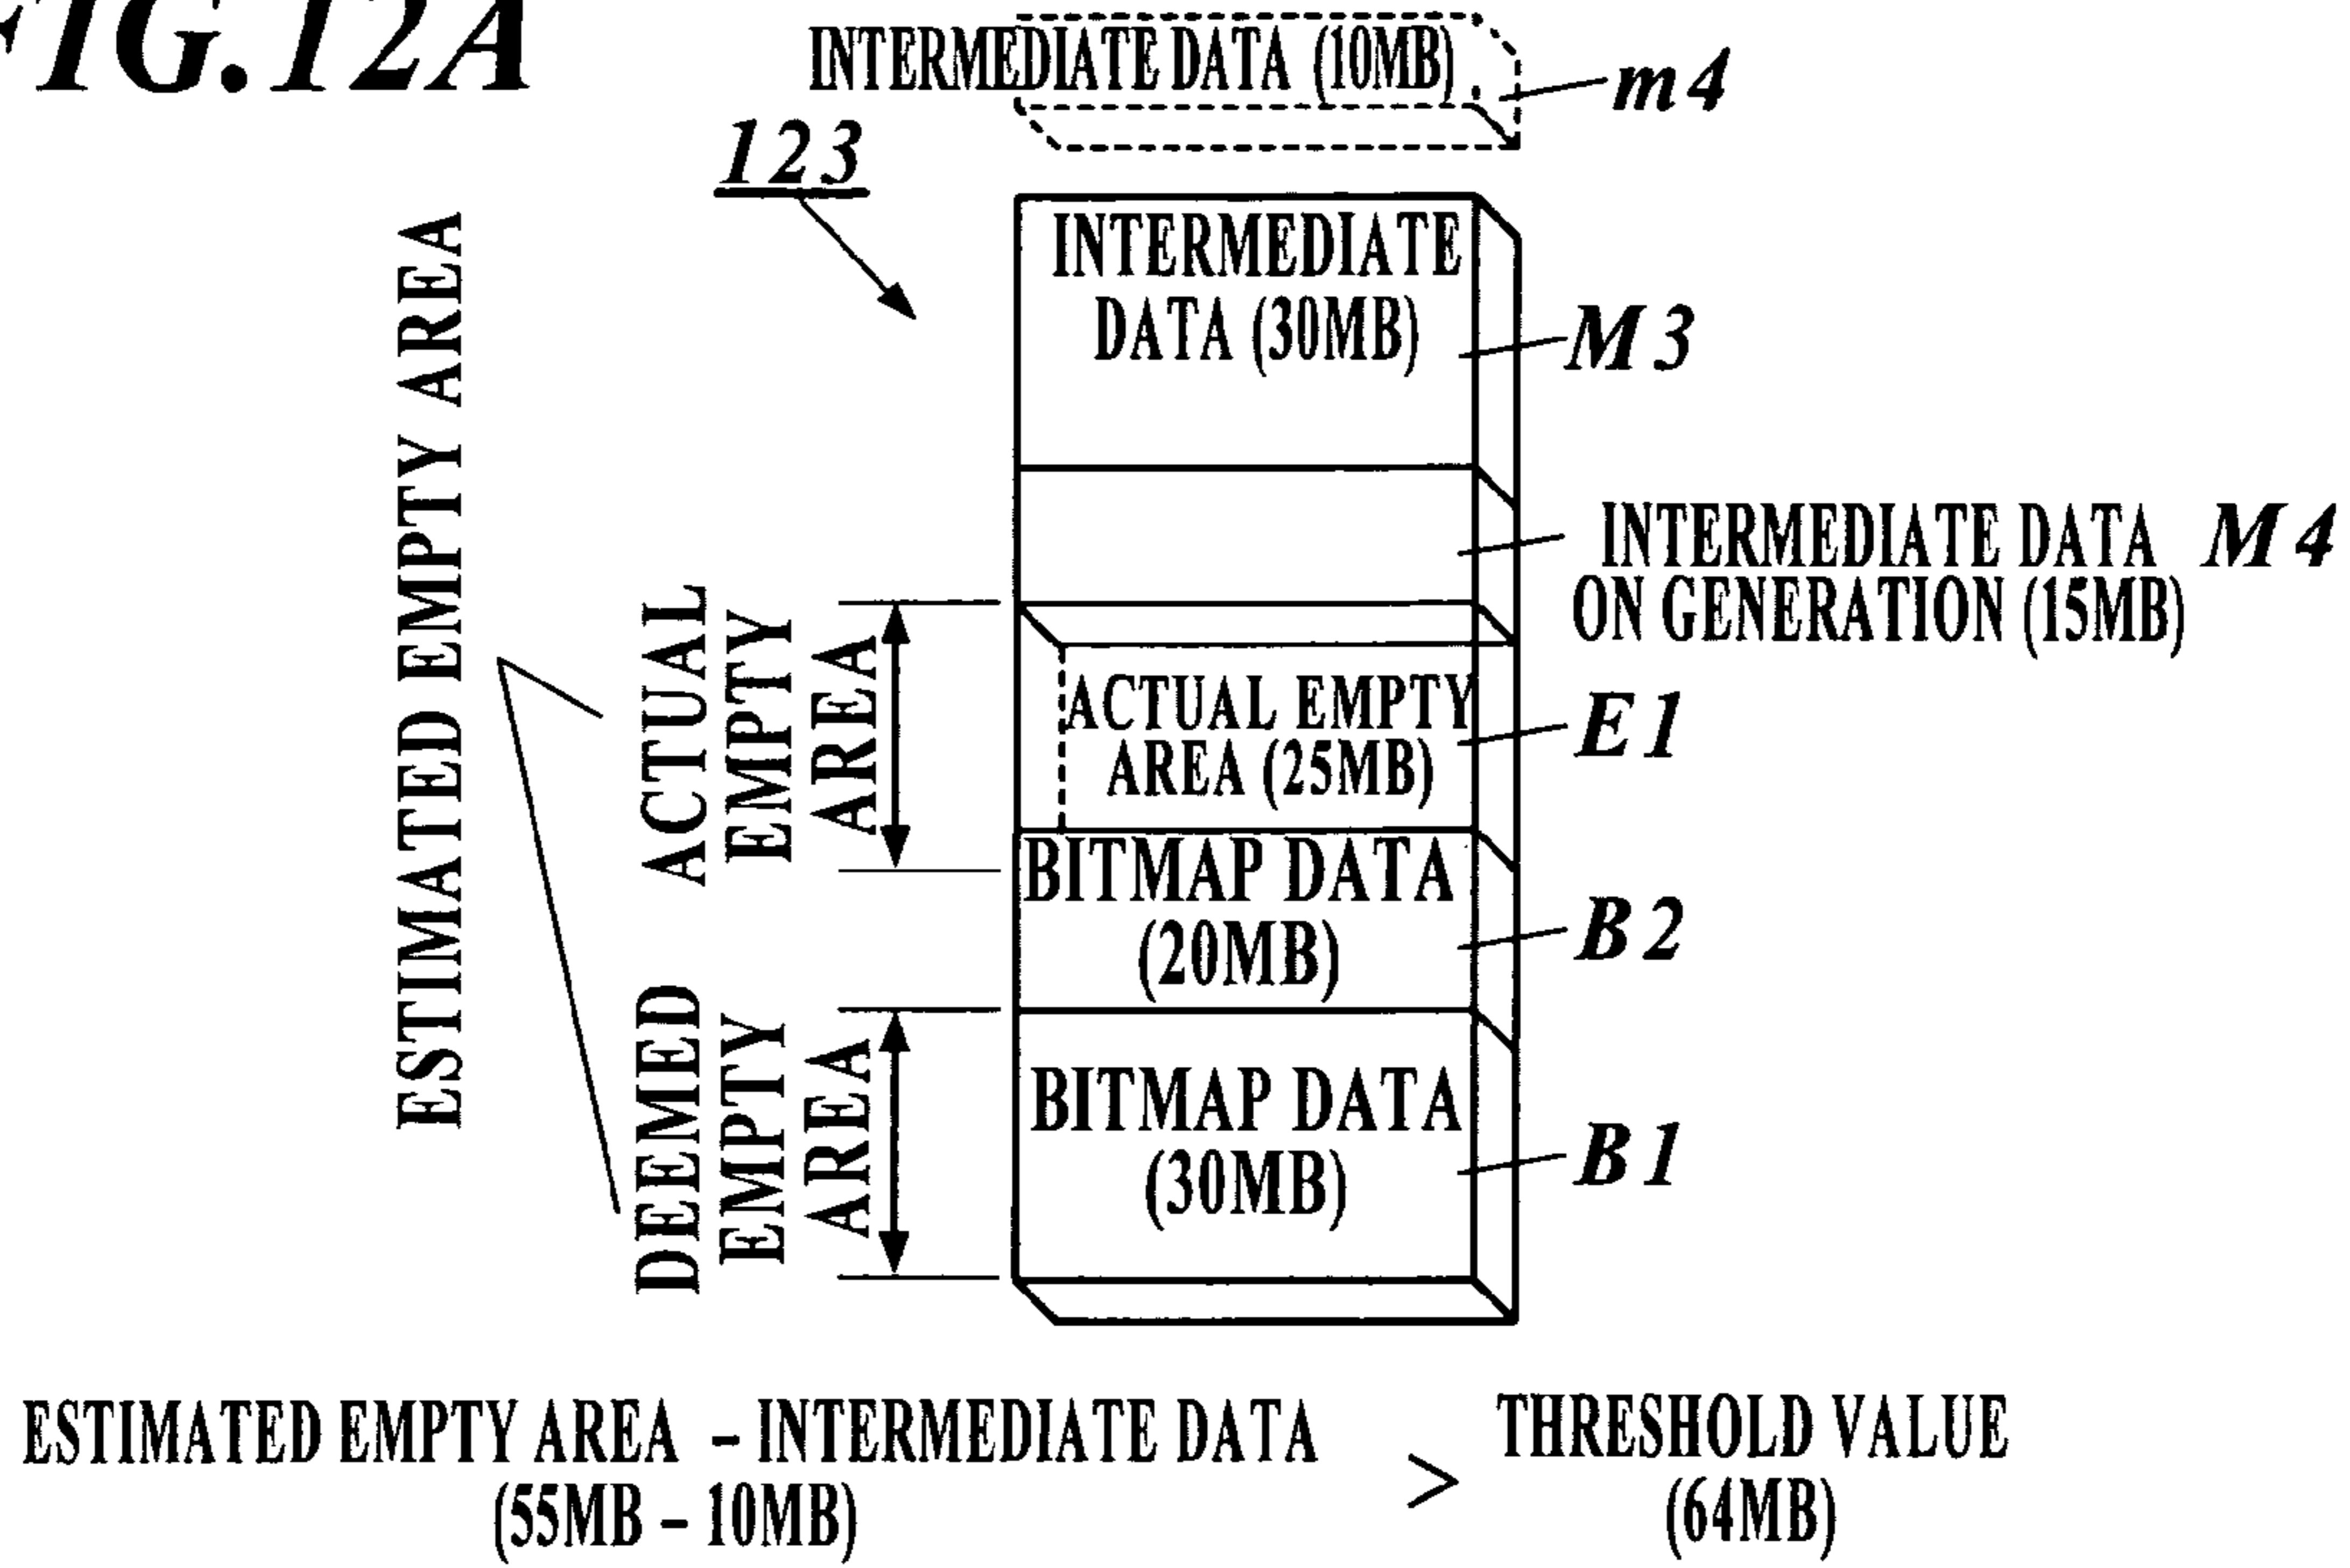 FIG.12A
INTERMEDIATE DATA (10MB)
m4
123
INTERMEDIATE
DATA (30MB)
M3
INTERMEDIATE DATA M4
ON GENERATION (15MB)
ESTIMATED EMPTY AREA
ACTUAL
EMPTY
AREA
ACTUAL EMPTY
AREA (25MB)
E1
BITMAP DATA
(20MB)
B2
DEEMED
EMPTY
AREA
BITMAP DATA
(30MB)
B1
ESTIMATED EMPTY AREA - INTERMEDIATE DATA > THRESHOLD VALUE
(55MB - 10MB) (64MB)